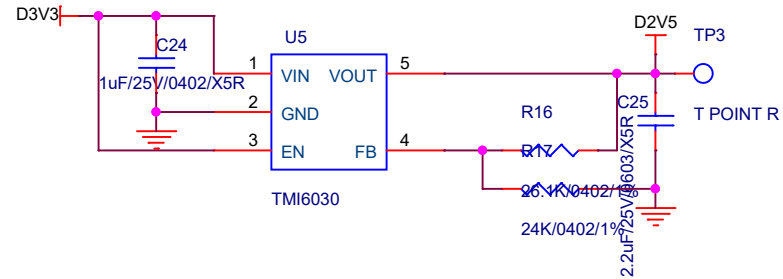 D3V3
D2V5
TP3
U5
C24
1uF/25V/0402/X5R
1
VIN
VOUT
5
2
GND
3
EN
FB
4
TMI6030
R16
R17
26.1K/0402/1%
24K/0402/1%
C25
2.2uF/25V/0603/X5R
T POINT R